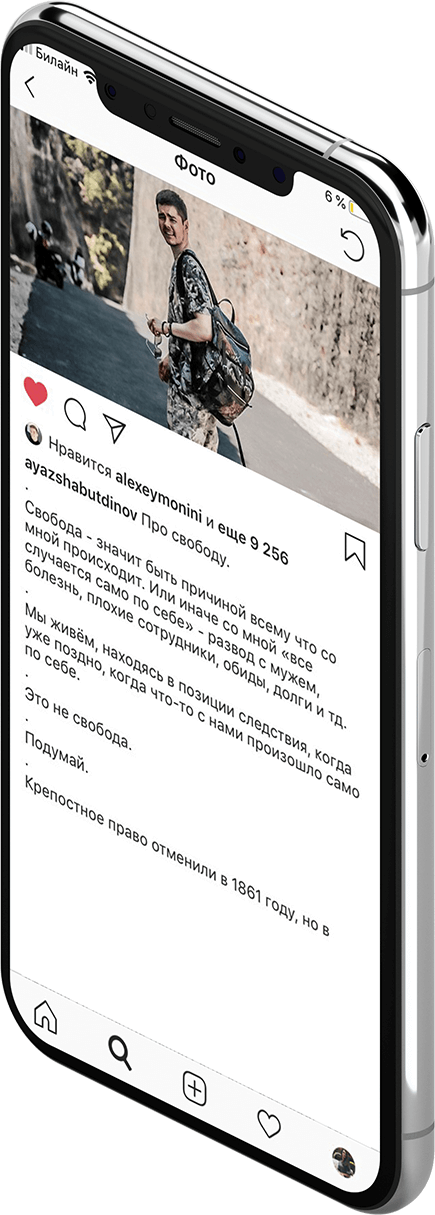 Билайн
6 %
Фото
Нравится alexeymonini и еще 9 256
ayazshabutdinov Про свободу.
.
Свобода - значит быть причиной всему что со
мной происходит. Или иначе со мной «все
случается само по себе» - развод с мужем,
болезнь, плохие сотрудники, обиды, долги и тд.
.
Мы живём, находясь в позиции следствия, когда
уже поздно, когда что-то с нами произошло само
по себе.
.
Это не свобода.
.
Подумай.
.
Крепостное право отменили в 1861 году, но в